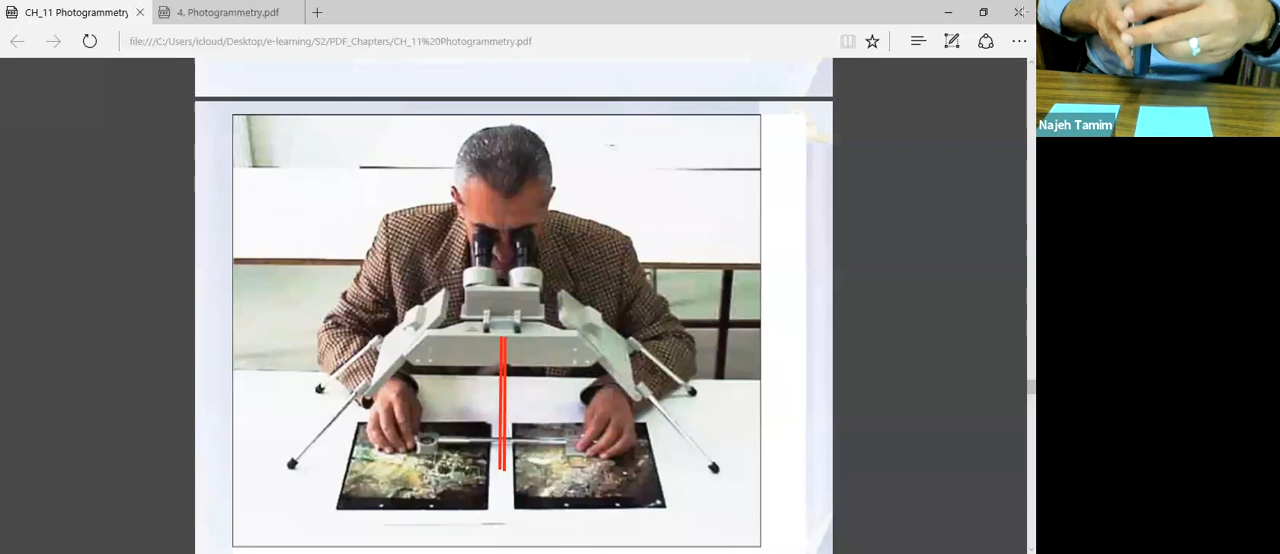 CH_11 Photogrammetry
4, Photogrammetry.pdf
file:///C:/Users/icloud/Desktop/e-learning/S2/PDF_Chapters/CH_11%20Photogrammetry.pdf
Najeh Tamim